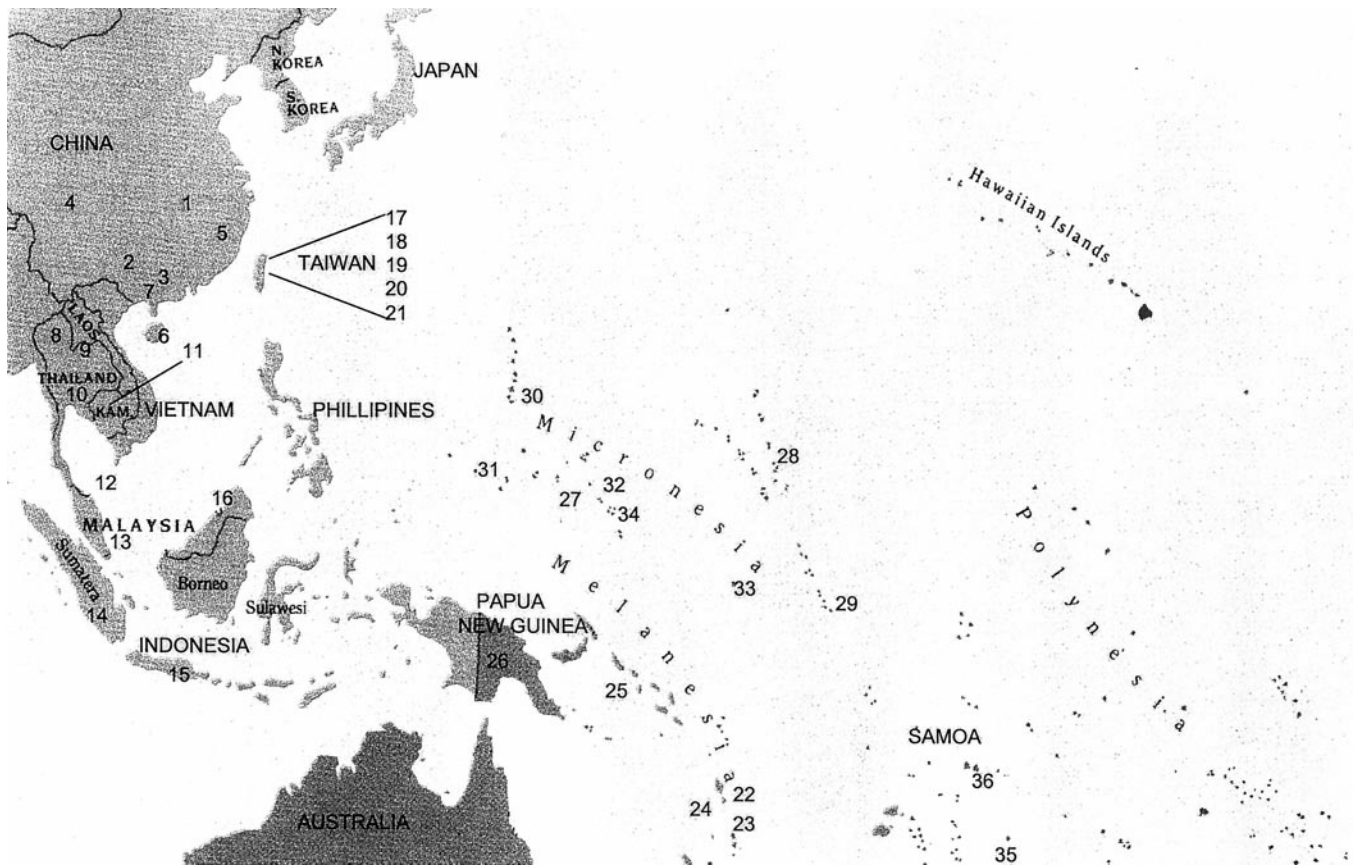 N.
KOREA
JAPAN
S.
KOREA
CHINA
4
1
Hawaiian Islands
17
5
18
TAIWAN
19
2
3
20
7
21
LAOS
8
6
9
11
THAILAND
10
KAM.
VIETNAM
PHILLIPINES
30
Micronesia
28
31
12
32
27
16
34
Polynesia
MALAYSIA
13
Melanesia
Sumatera
Borneo
33
29
14
Sulawesi
PAPUA
NEW GUINEA
INDONESIA
26
15
25
SAMOA
36
22
24
23
AUSTRALIA
35